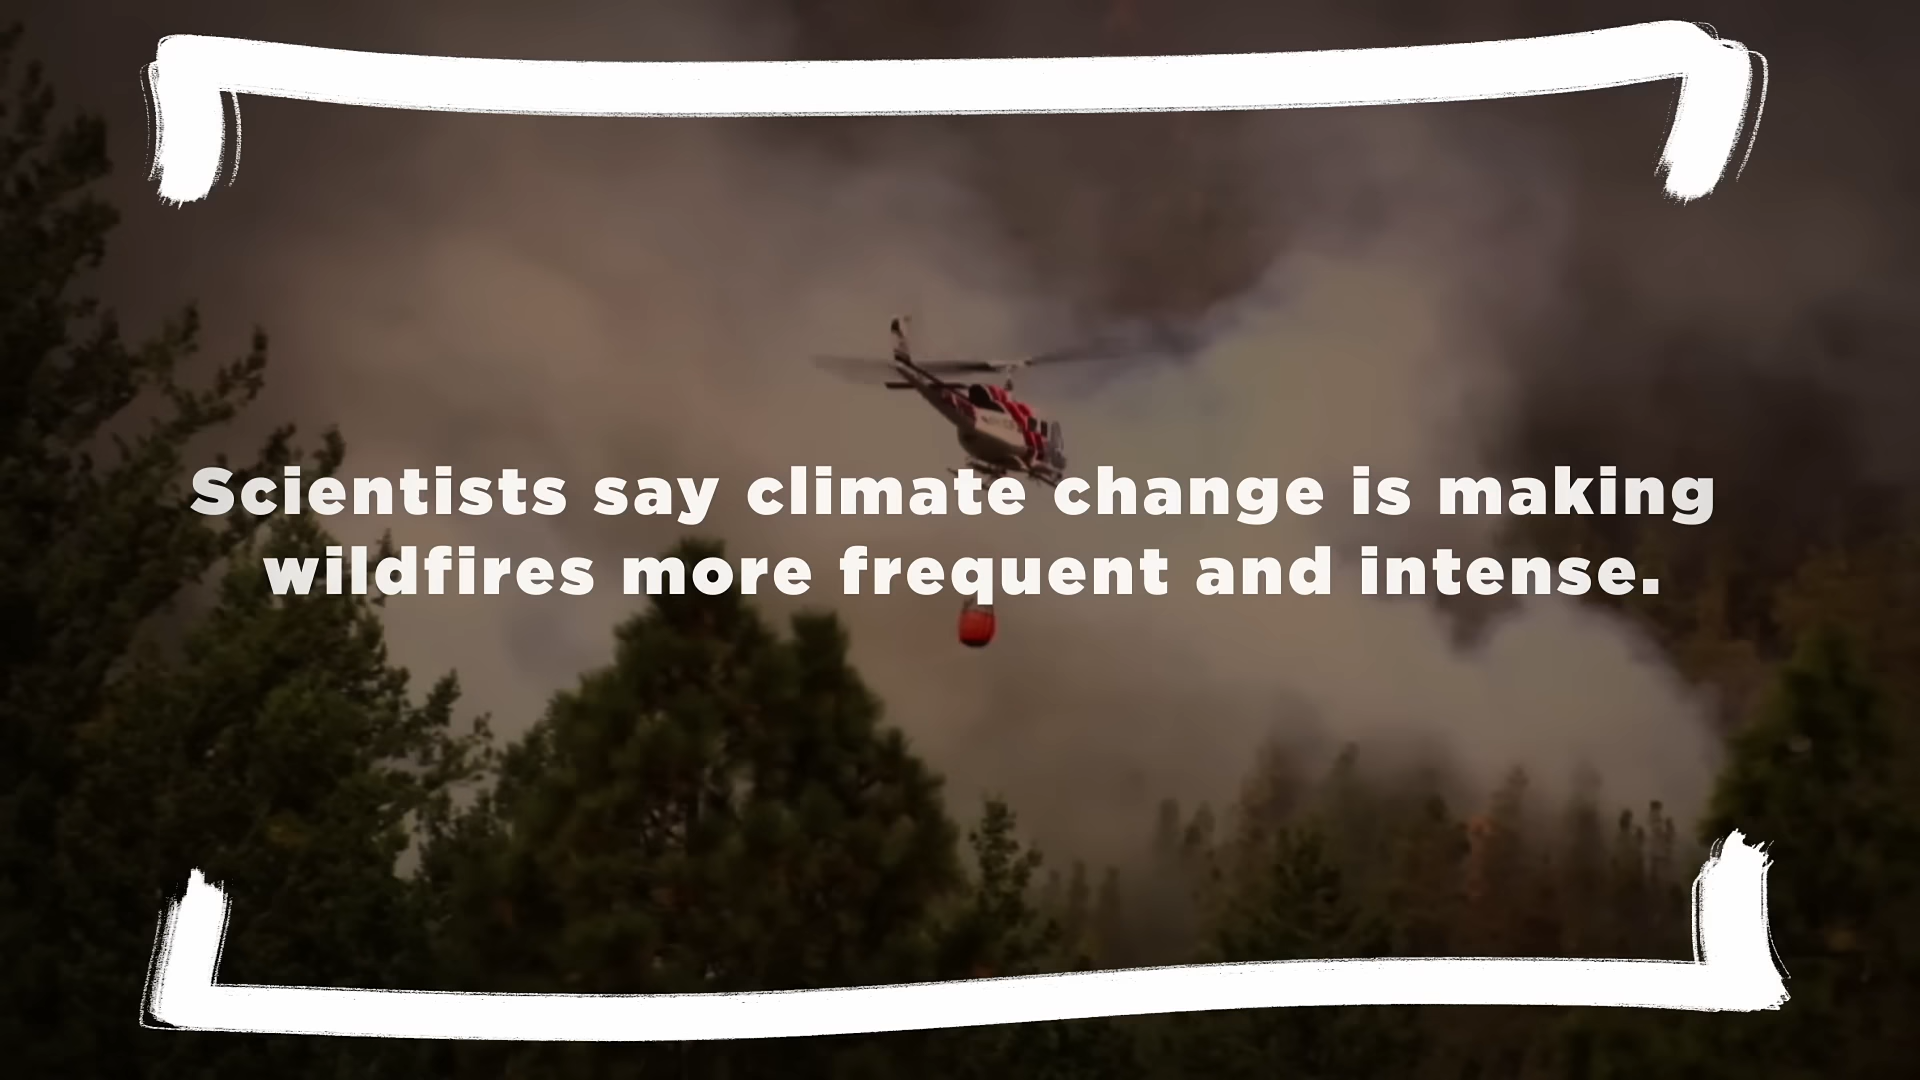 Scientists say climate change is making
wildfires more frequent and intense.